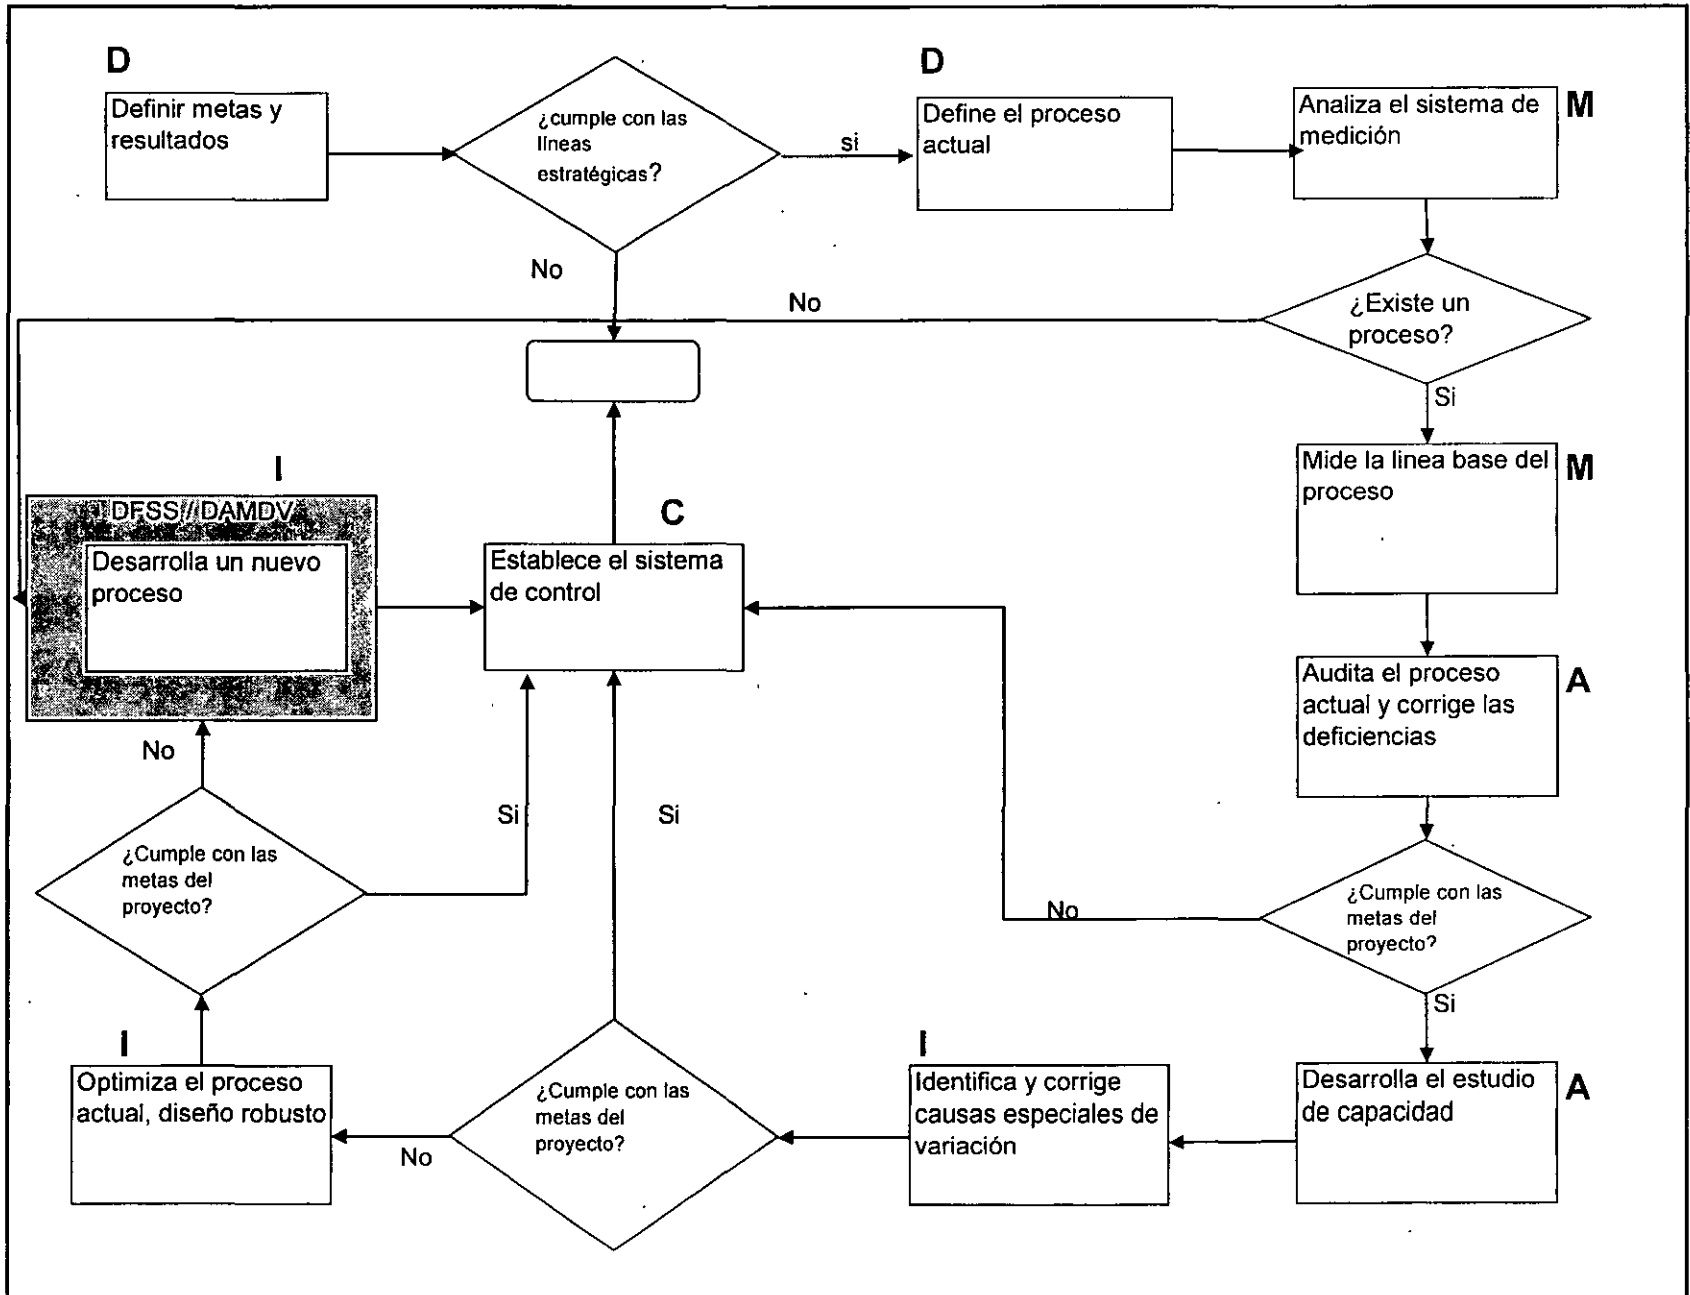 D
Definir metas y
resultados
¿cumple con las
líneas
estratégicas?
si
No
D
Define el proceso
actual
Analiza el sistema de
medición
M
¿Existe un
proceso?
No
Si
Mide la linea base del
proceso
M
Audita el proceso
actual y corrige las
deficiencias
A
¿Cumple con las
metas del
proyecto?
No
Si
Desarrolla el estudio
de capacidad
A
I
Identifica y corrige
causas especiales de
variación
¿Cumple con las
metas del
proyecto?
No
Si
I
Optimiza el proceso
actual, diseño robusto
¿Cumple con las
metas del
proyecto?
No
Si
I
DFSS//DAMDV
Desarrolla un nuevo
proceso
C
Establece el sistema
de control